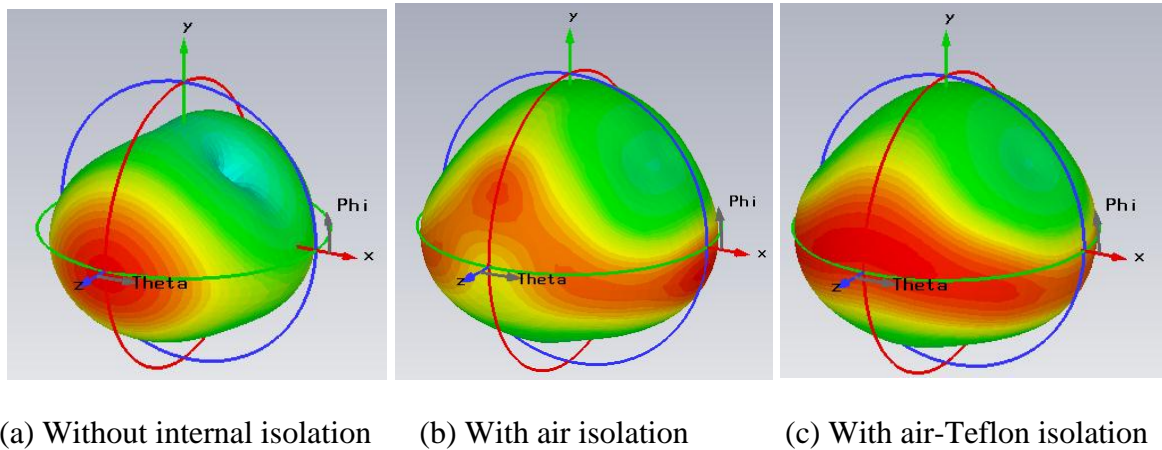 y
Phi
x
z
Theta
y
Phi
x
z
Theta
y
Phi
x
z
Theta
(a) Without internal isolation
(b) With air isolation
(c) With air-Teflon isolation